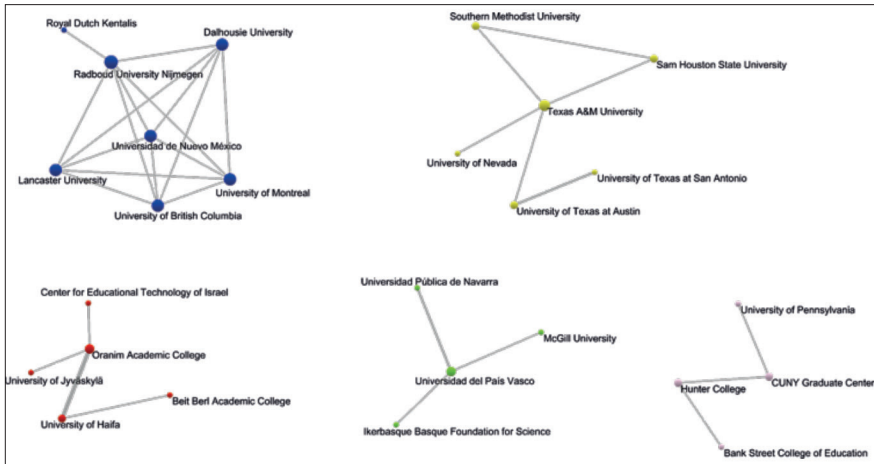 Royal Dutch Kentalis
Dalhousie University
Radboud University Nijmegen
Universidad de Nuevo México
Lancaster University
University of Montreal
University of British Columbia
Southern Methodist University
Sam Houston State University
Texas A&M University
University of Nevada
University of Texas at San Antonio
University of Texas at Austin
Center for Educational Technology of Israel
Oranim Academic College
University of Jyväskylä
Beit Berl Academic College
University of Haifa
Universidad Pública de Navarra
McGill University
Universidad del País Vasco
Ikerbasque Basque Foundation for Science
University of Pennsylvania
CUNY Graduate Center
Hunter College
Bank Street College of Education